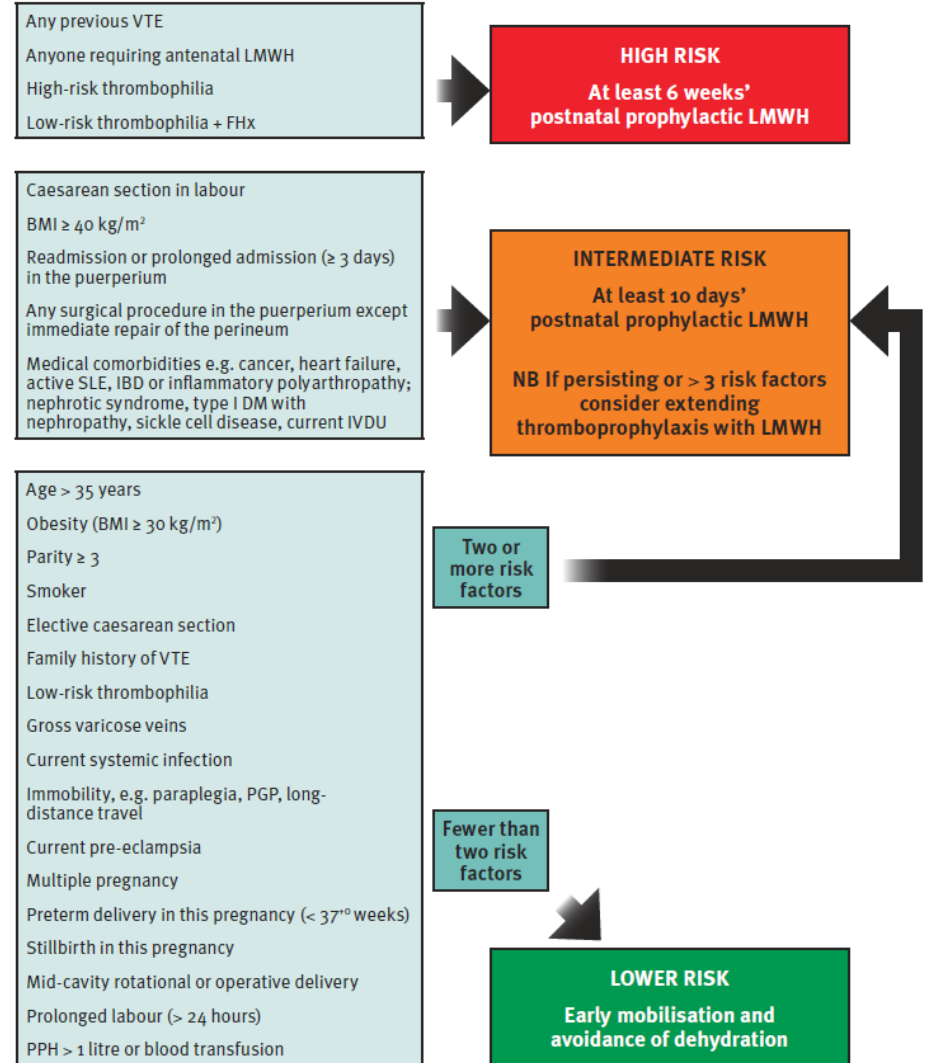 Any previous VTE
Anyone requiring antenatal LMWH
High-risk thrombophilia
Low-risk thrombophilia + FHx
HIGH RISK
At least 6 weeks’
postnatal prophylactic LMWH
Caesarean section in labour
BMI ≥ 40 kg/m²
Readmission or prolonged admission (≥ 3 days)
in the puerperium
Any surgical procedure in the puerperium except
immediate repair of the perineum
Medical comorbidities e.g. cancer, heart failure,
active SLE, IBD or inflammatory polyarthropathy;
nephrotic syndrome, type I DM with
nephropathy, sickle cell disease, current IVDU
INTERMEDIATE RISK
At least 10 days’
postnatal prophylactic LMWH
NB If persisting or > 3 risk factors
consider extending
thromboprophylaxis with LMWH
Age > 35 years
Obesity (BMI ≥ 30 kg/m²)
Parity ≥ 3
Smoker
Elective caesarean section
Family history of VTE
Low-risk thrombophilia
Gross varicose veins
Current systemic infection
Immobility, e.g. paraplegia, PGP, long-
distance travel
Current pre-eclampsia
Multiple pregnancy
Preterm delivery in this pregnancy (< 37⁺⁰ weeks)
Stillbirth in this pregnancy
Mid-cavity rotational or operative delivery
Prolonged labour (> 24 hours)
PPH > 1 litre or blood transfusion
Two or
more risk
factors
Fewer than
two risk
factors
LOWER RISK
Early mobilisation and
avoidance of dehydration